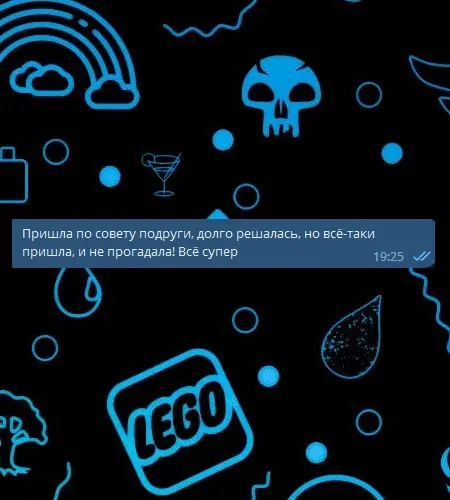 Пришла по совету подруги, долго решалась, но всё-таки
пришла, и не прогадала! Всё супер
19:25
LEGO